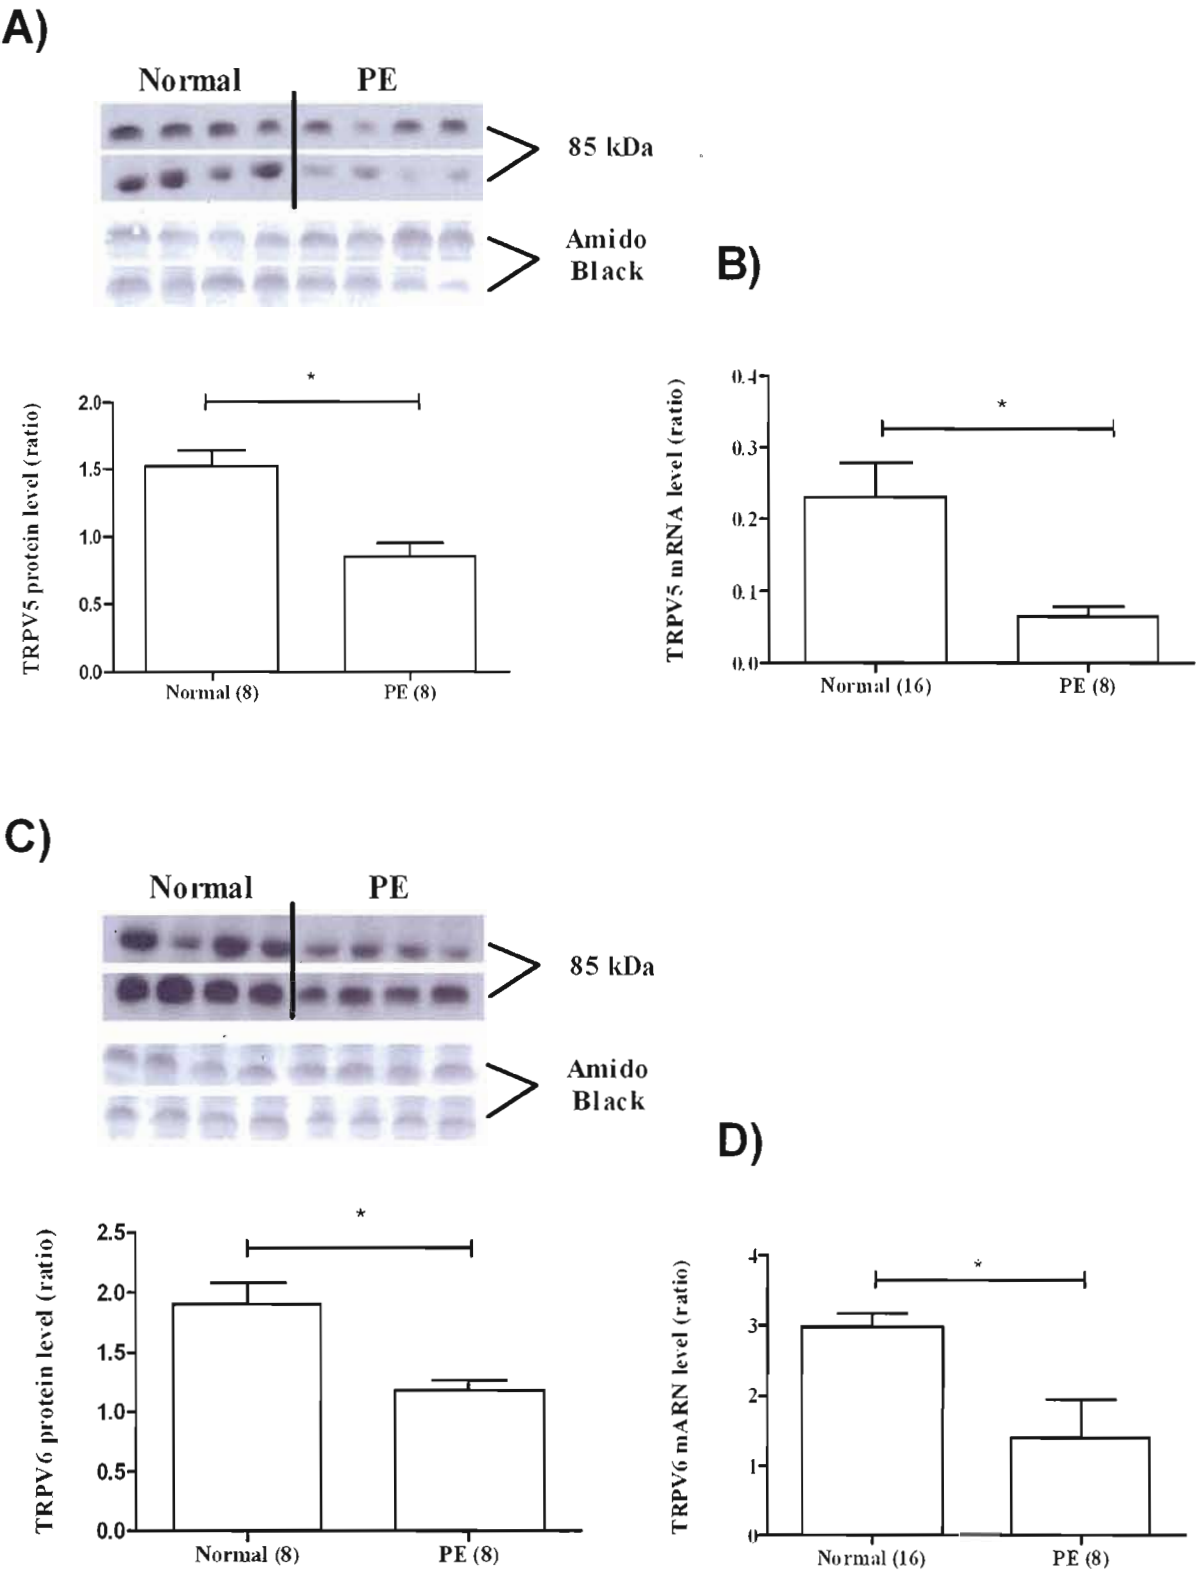 A)
Normal PE
85 kDa
Amido
Black
*
TRPV5 protein level (ratio)
2.0
1.5
1.0
0.5
0.0
Normal (8) PE (8)
B)
*
TRPV5 mRNA level (ratio)
0.4
0.3
0.2
0.1
0.0
Normal (16) PE (8)
C)
Normal PE
85 kDa
Amido
Black
*
TRPV6 protein level (ratio)
2.5
2.0
1.5
1.0
0.5
0.0
Normal (8) PE (8)
D)
*
TRPV6 mARN level (ratio)
4
3
2
1
0
Normal (16) PE (8)